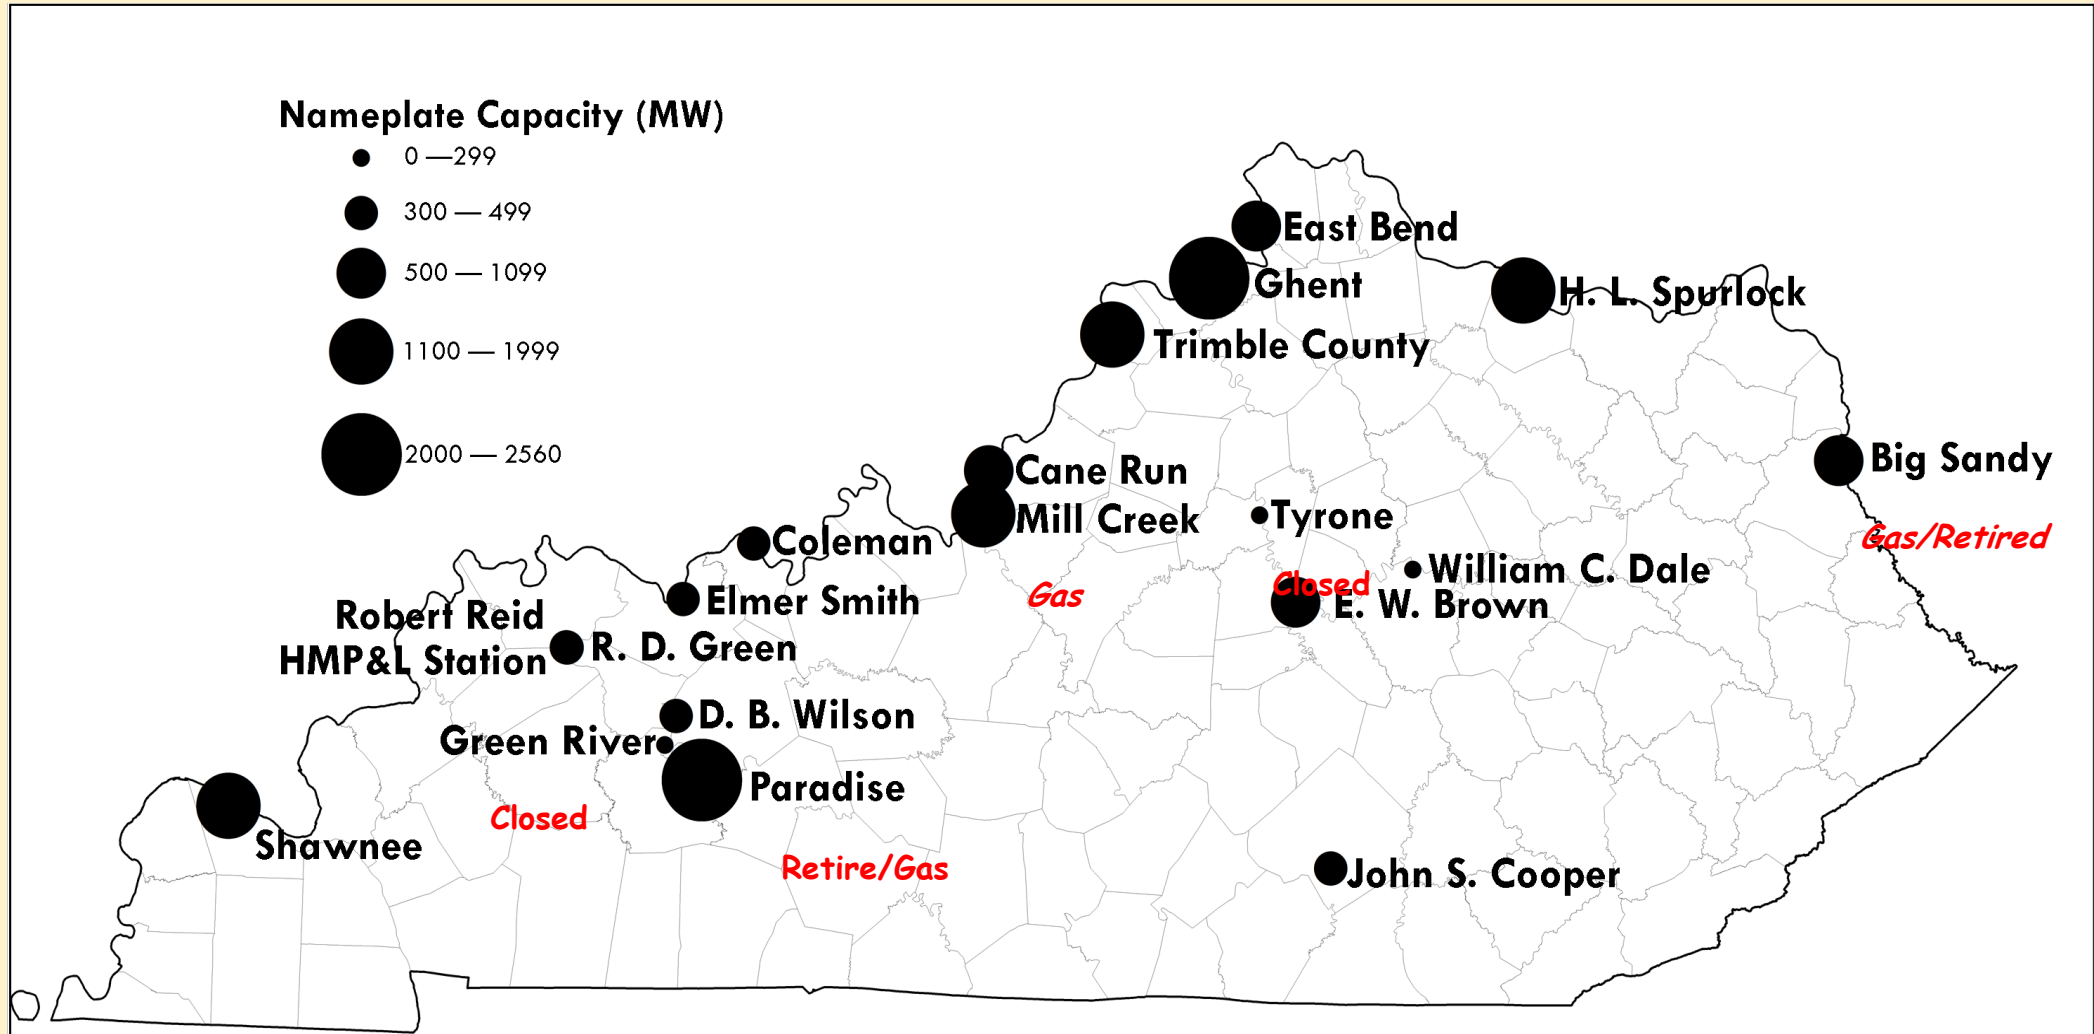 Nameplate Capacity (MW)
0 —299
300 — 499
500 — 1099
1100 — 1999
2000 — 2560
East Bend
Ghent
H. L. Spurlock
Trimble County
Cane Run
Mill Creek
Big Sandy
Gas/Retired
Tyrone
Closed
William C. Dale
E. W. Brown
Gas
Coleman
Elmer Smith
Robert Reid
HMP&L Station
R. D. Green
D. B. Wilson
Green River
Paradise
Closed
Retire/Gas
Shawnee
John S. Cooper